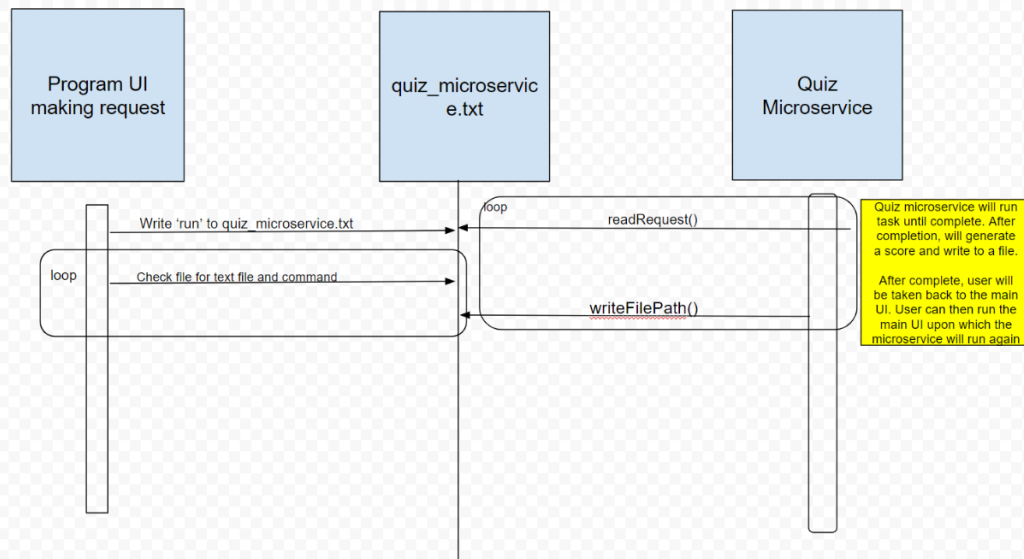 Program UI
making request
quiz_microservic
e.txt
Quiz
Microservice
Write ‘run’ to quiz_microservice.txt
loop
readRequest()
loop
Check file for text file and command
writeFilePath()
Quiz microservice will run
task until complete. After
completion, will generate
a score and write to a file.
After complete, user will
be taken back to the main
UI. User can then run the
main UI upon which the
microservice will run again